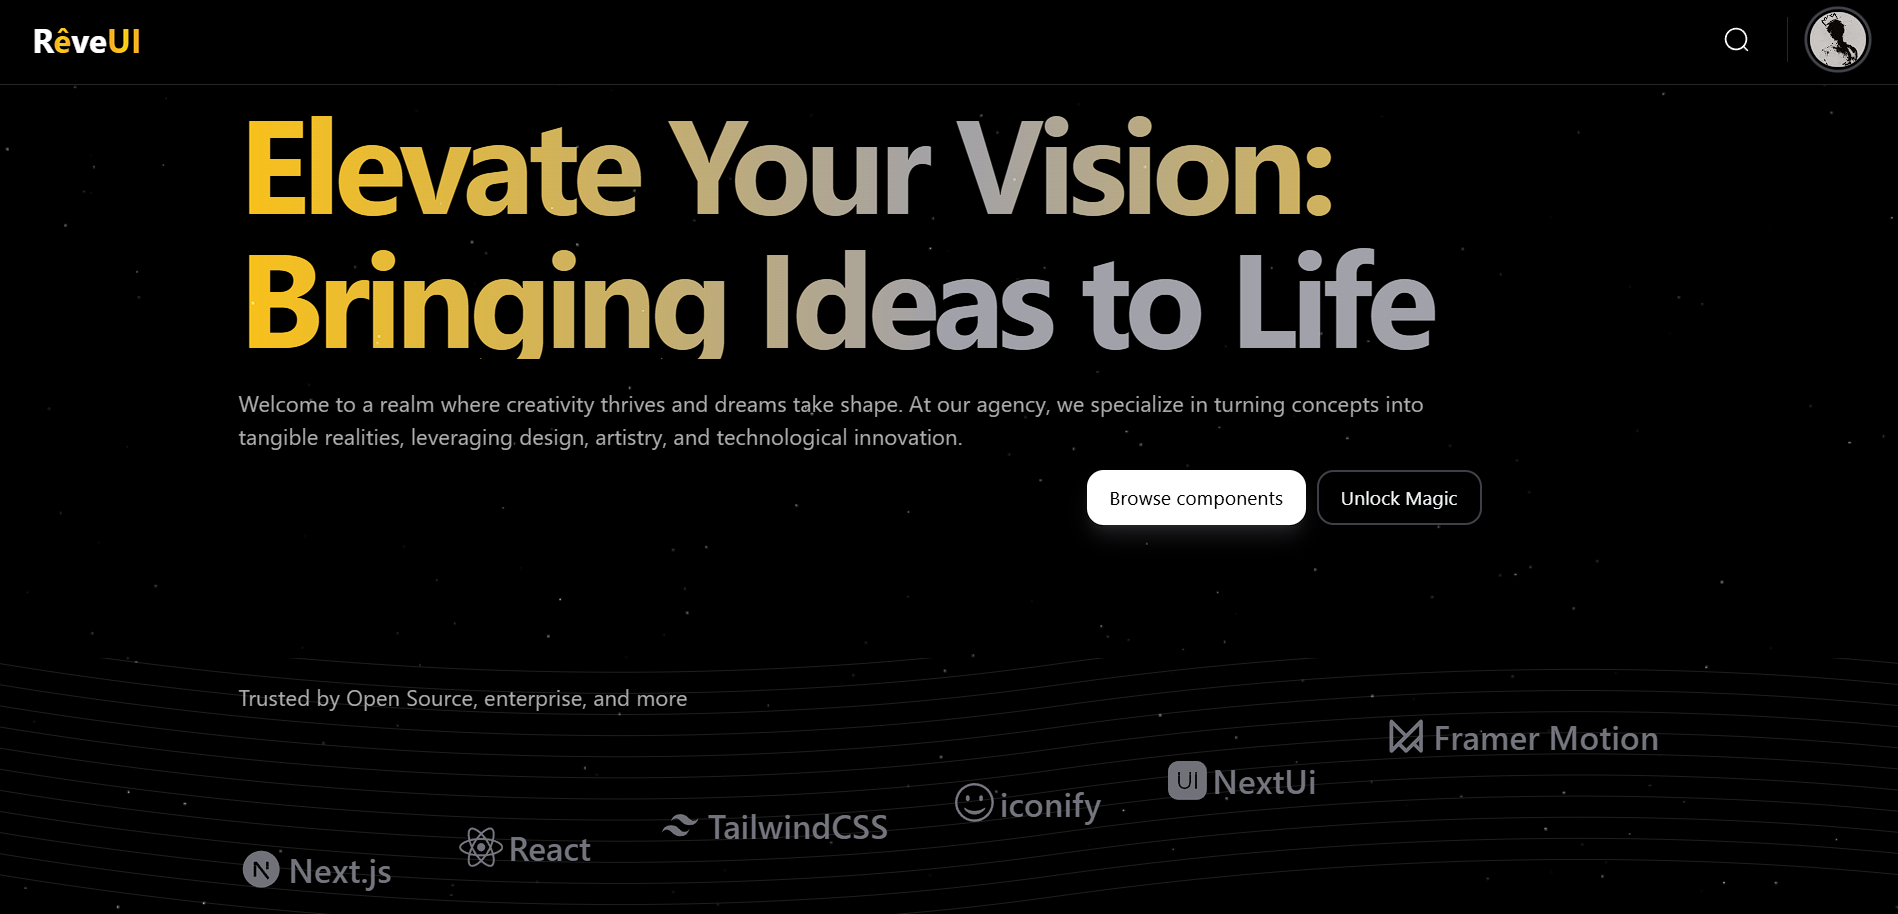 RêveUI
Elevate Your Vision:
Bringing Ideas to Life
Welcome to a realm where creativity thrives and dreams take shape. At our agency, we specialize in turning concepts into
tangible realities, leveraging design, artistry, and technological innovation.
Browse components
Unlock Magic
Trusted by Open Source, enterprise, and more
N Next.js
React
TailwindCSS
iconify
UI NextUi
Framer Motion